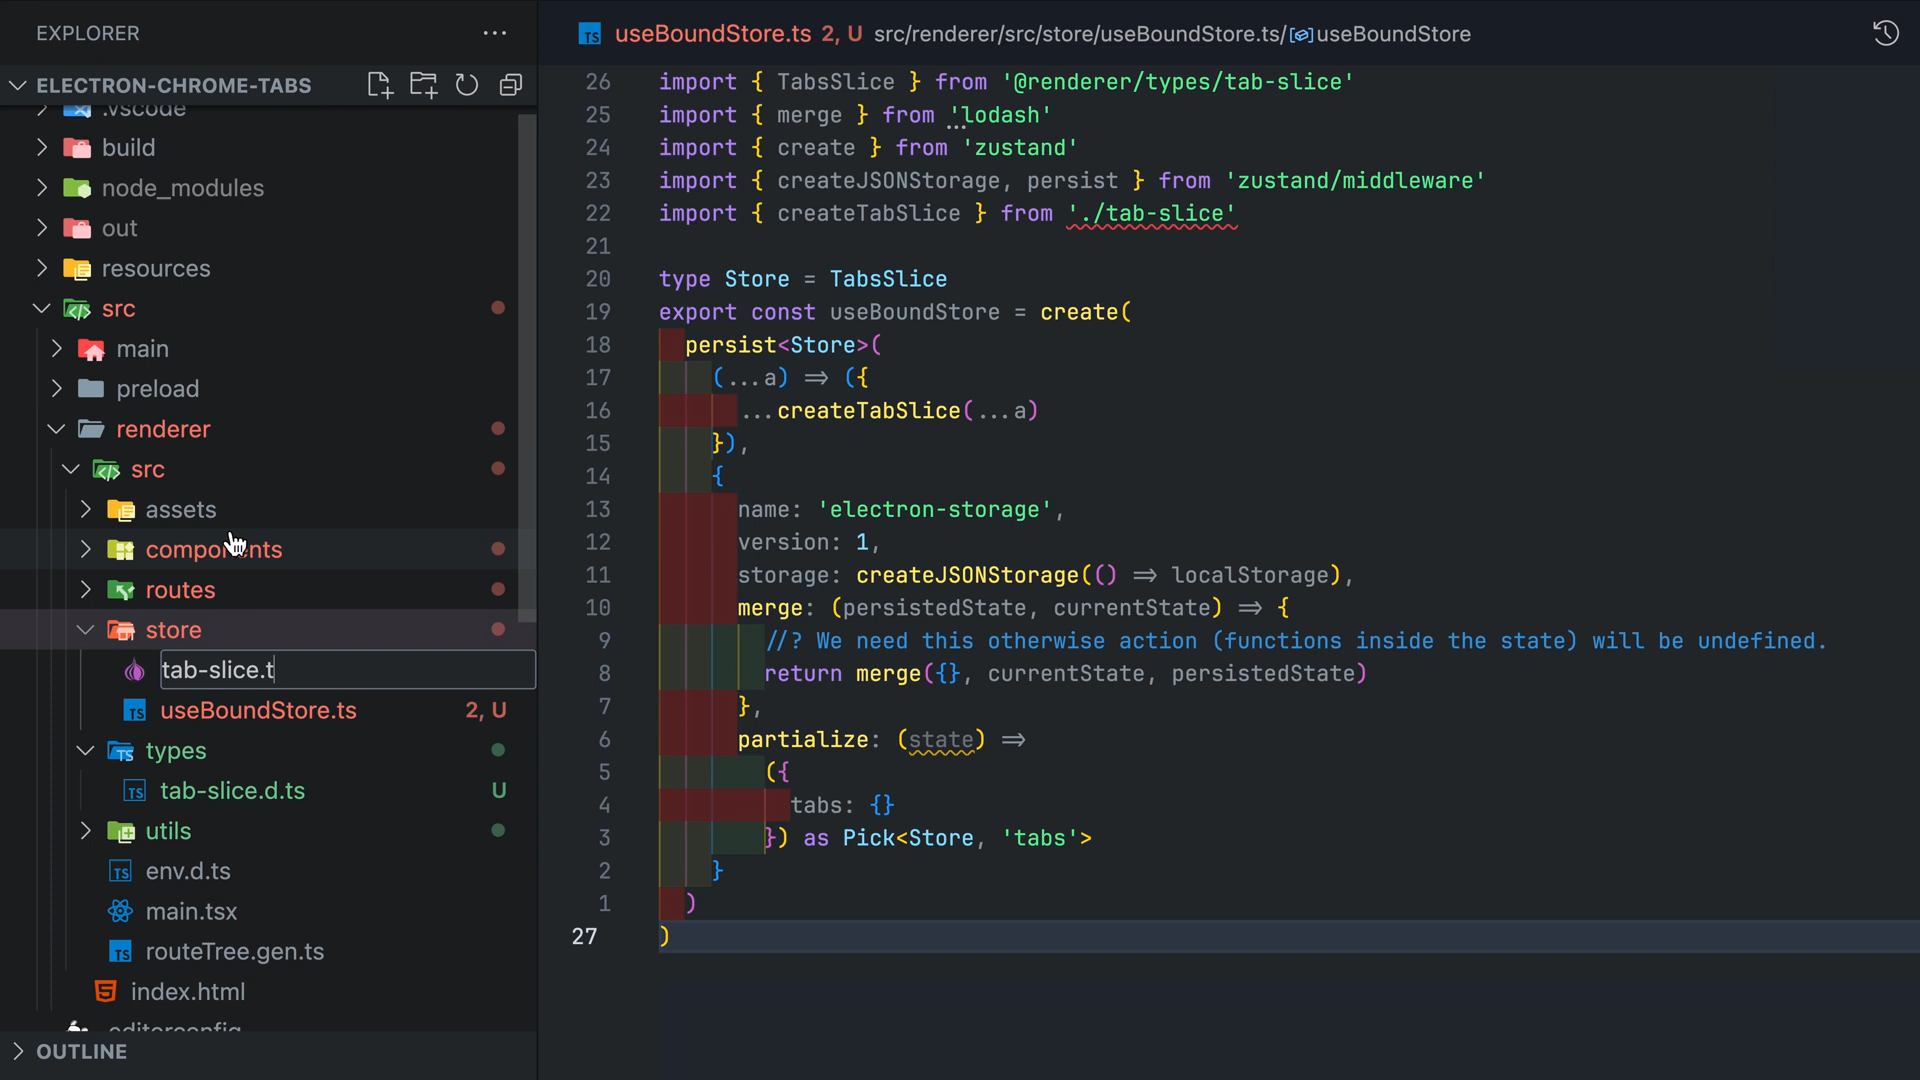 EXPLORER
ELECTRON-CHROME-TABS
.vscode
build
node_modules
out
resources
src
main
preload
renderer
src
assets
components
routes
store
tab-slice.t
useBoundStore.ts 2, U
types
tab-slice.d.ts U
utils
env.d.ts
main.tsx
routeTree.gen.ts
index.html
.editorconfig
OUTLINE
TS useBoundStore.ts 2, U src/renderer/src/store/useBoundStore.ts/useBoundStore
26 import { TabsSlice } from '@renderer/types/tab-slice'
25 import { merge } from 'lodash'
24 import { create } from 'zustand'
23 import { createJSONStorage, persist } from 'zustand/middleware'
22 import { createTabSlice } from './tab-slice'
21
20 type Store = TabsSlice
19 export const useBoundStore = create(
18 persist<Store>(
17 (...a) => ({
16 ...createTabSlice(...a)
15 }),
14 {
13 name: 'electron-storage',
12 version: 1,
11 storage: createJSONStorage(() => localStorage),
10 merge: (persistedState, currentState) => {
9 //? We need this otherwise action (functions inside the state) will be undefined.
8 return merge({}, currentState, persistedState)
7 },
6 partialize: (state) =>
5 ({
4 tabs: {}
3 }) as Pick<Store, 'tabs'>
2 }
1 )
27 )